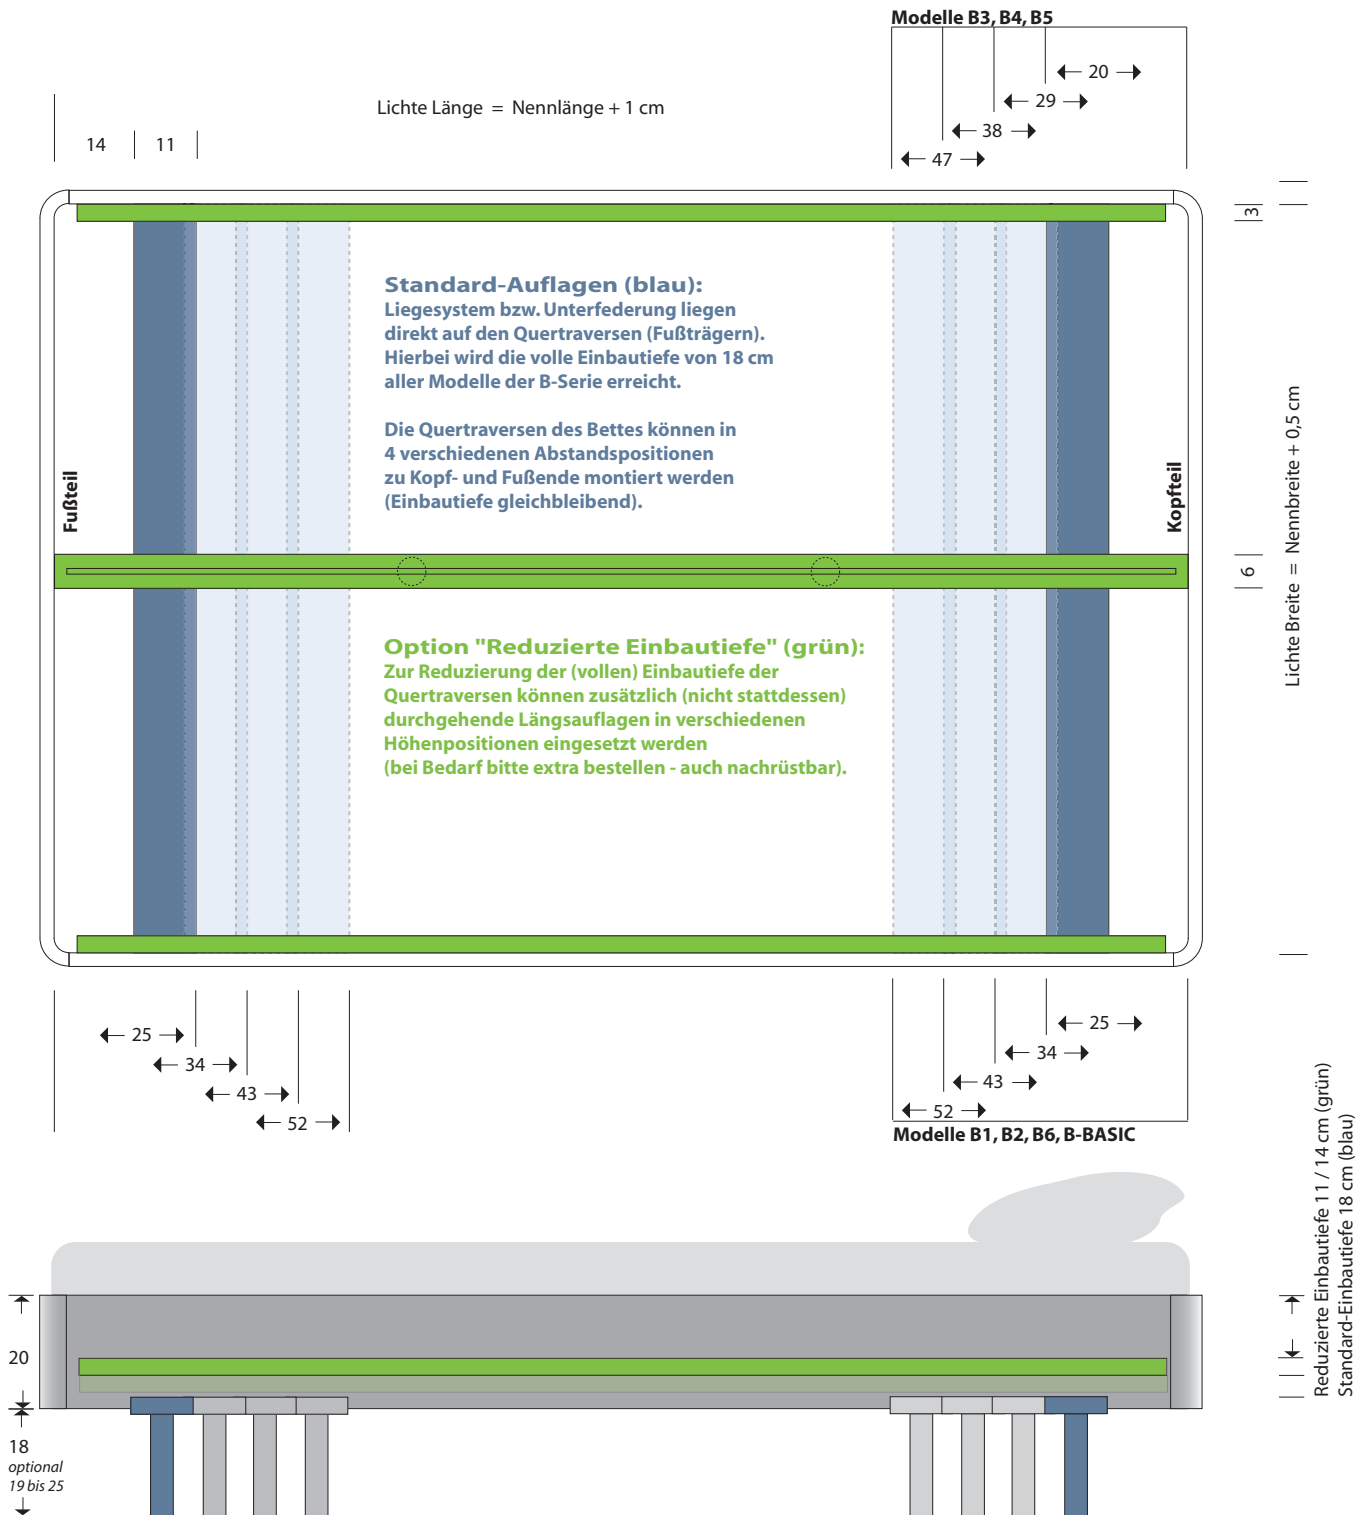 Modelle B3, B4, B5
20
Lichte Länge = Nennlänge + 1 cm
29
38
14
11
47
3
Standard-Auflagen (blau):
Liegesystem bzw. Unterfederung liegen
direkt auf den Quertraversen (Fußträgern).
Hierbei wird die volle Einbautiefe von 18 cm
aller Modelle der B-Serie erreicht.
Die Quertraversen des Bettes können in
4 verschiedenen Abstandspositionen
zu Kopf- und Fußende montiert werden
(Einbautiefe gleichbleibend).
Fußteil
Kopfteil
Lichte Breite = Nennbreite + 0,5 cm
6
Option "Reduzierte Einbautiefe" (grün):
Zur Reduzierung der (vollen) Einbautiefe der
Quertraversen können zusätzlich (nicht stattdessen)
durchgehende Längsauflagen in verschiedenen
Höhenpositionen eingesetzt werden
(bei Bedarf bitte extra bestellen - auch nachrüstbar).
25
34
43
52
25
34
43
52
Modelle B1, B2, B6, B-BASIC
Reduzierte Einbautiefe 11 / 14 cm (grün)
Standard-Einbautiefe 18 cm (blau)
20
18
optional
19 bis 25